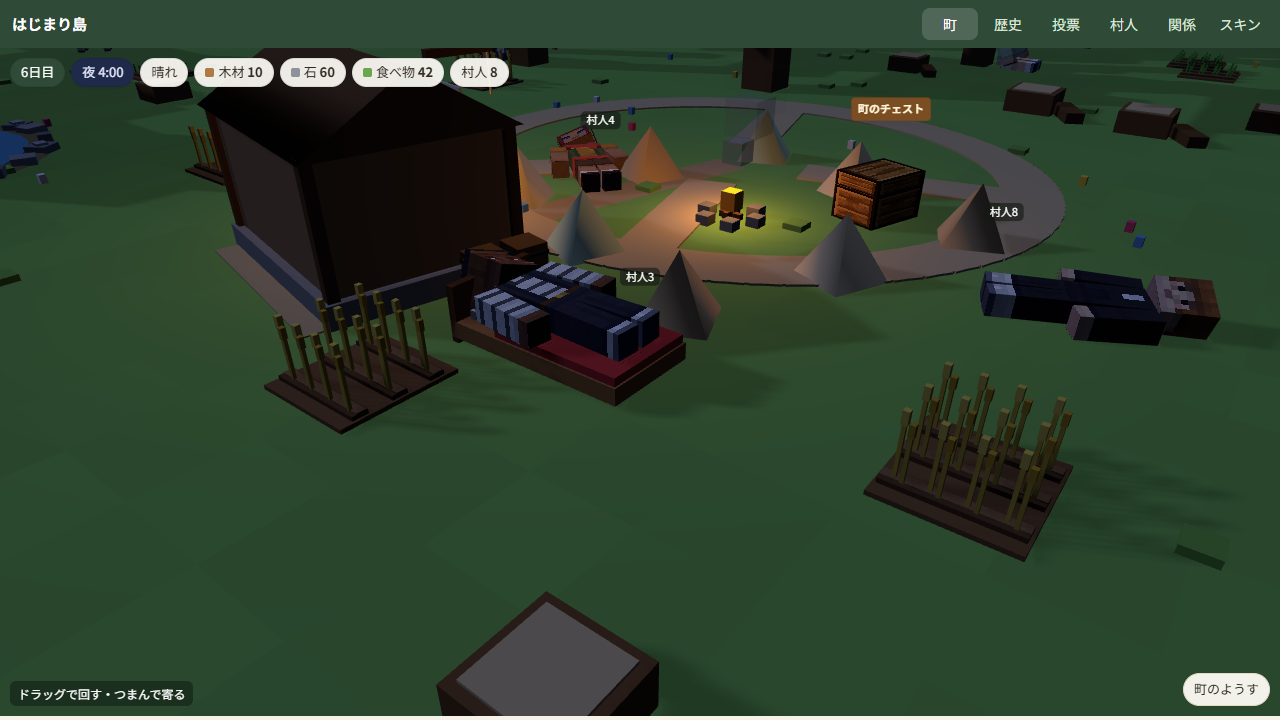 はじまり島
町 歴史 投票 村人 関係 スキン
6日目 夜 4:00 晴れ 木材 10 石 60 食べ物 42 村人 8
町のチェスト
村人4
村人8
村人3
ドラッグで回す・つまんで寄る
町のようす